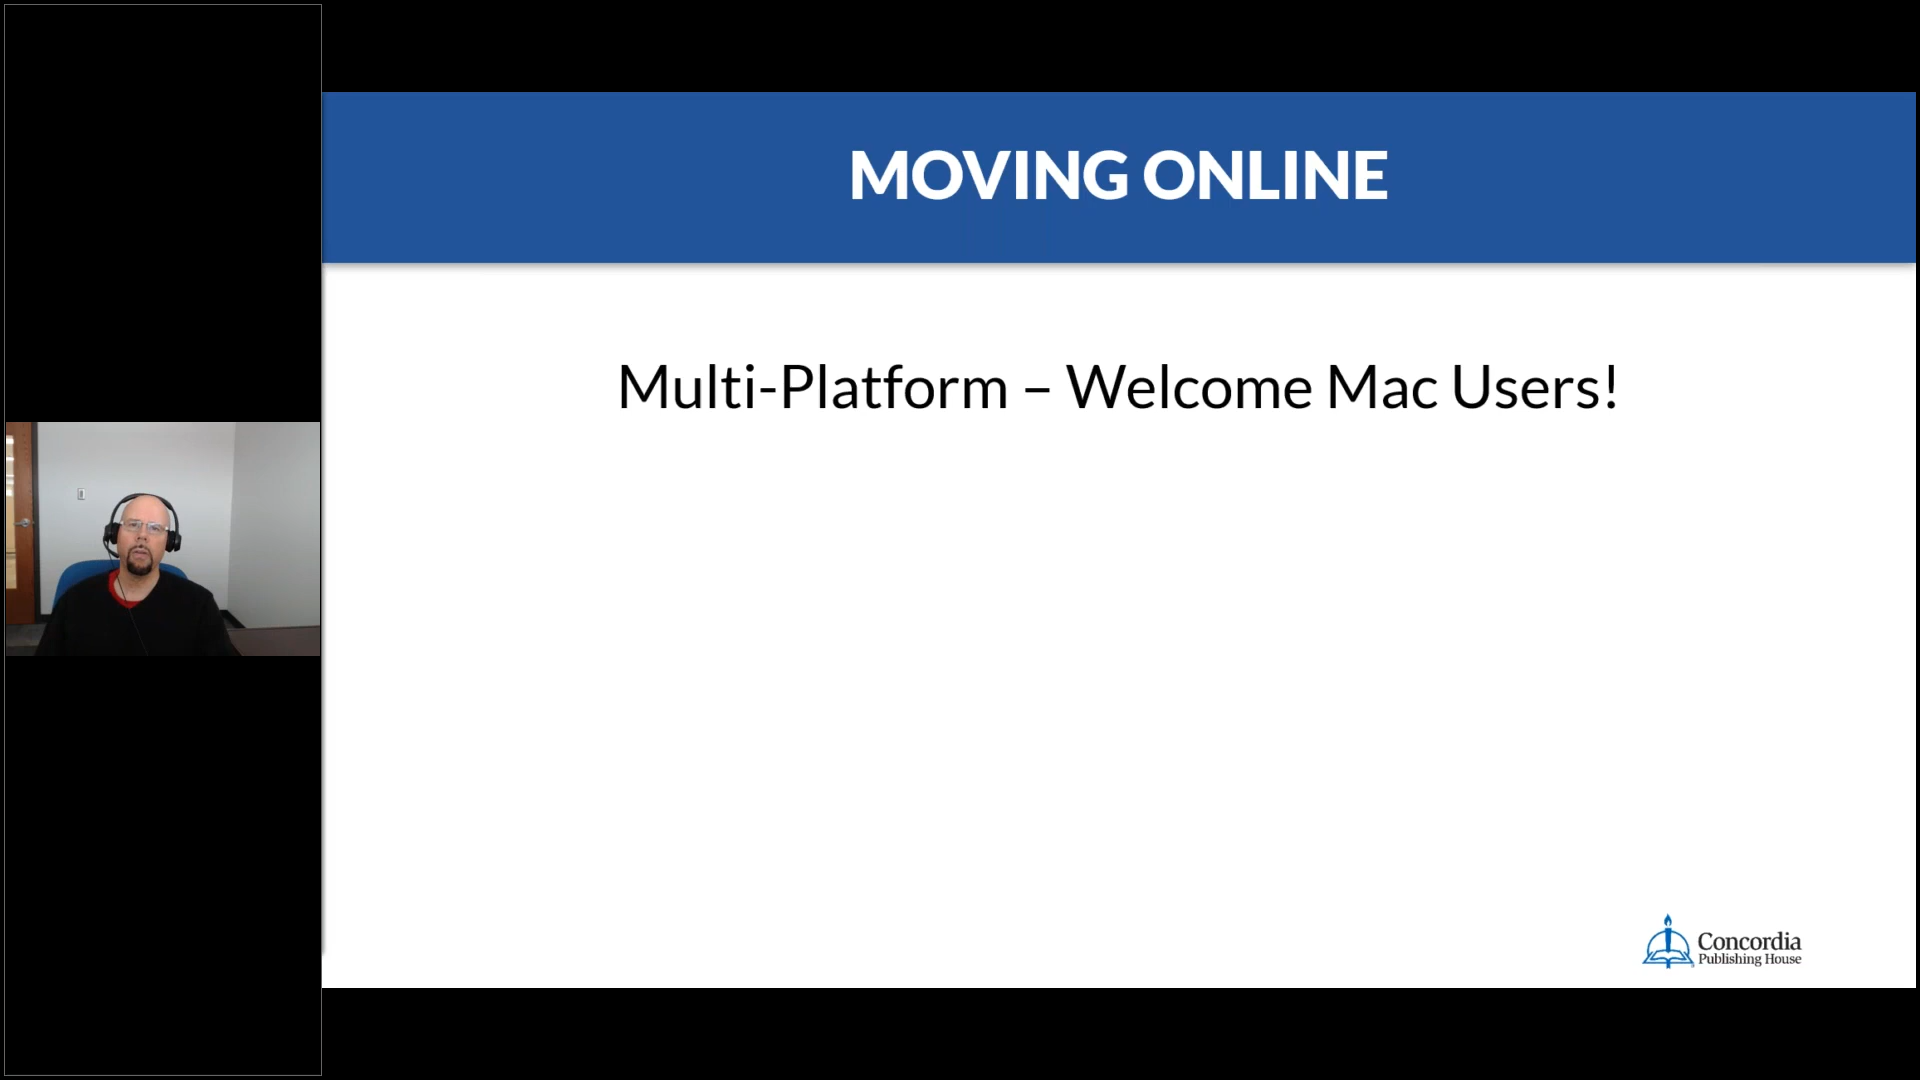 MOVING ONLINE
Multi-Platform – Welcome Mac Users!
Concordia
Publishing House